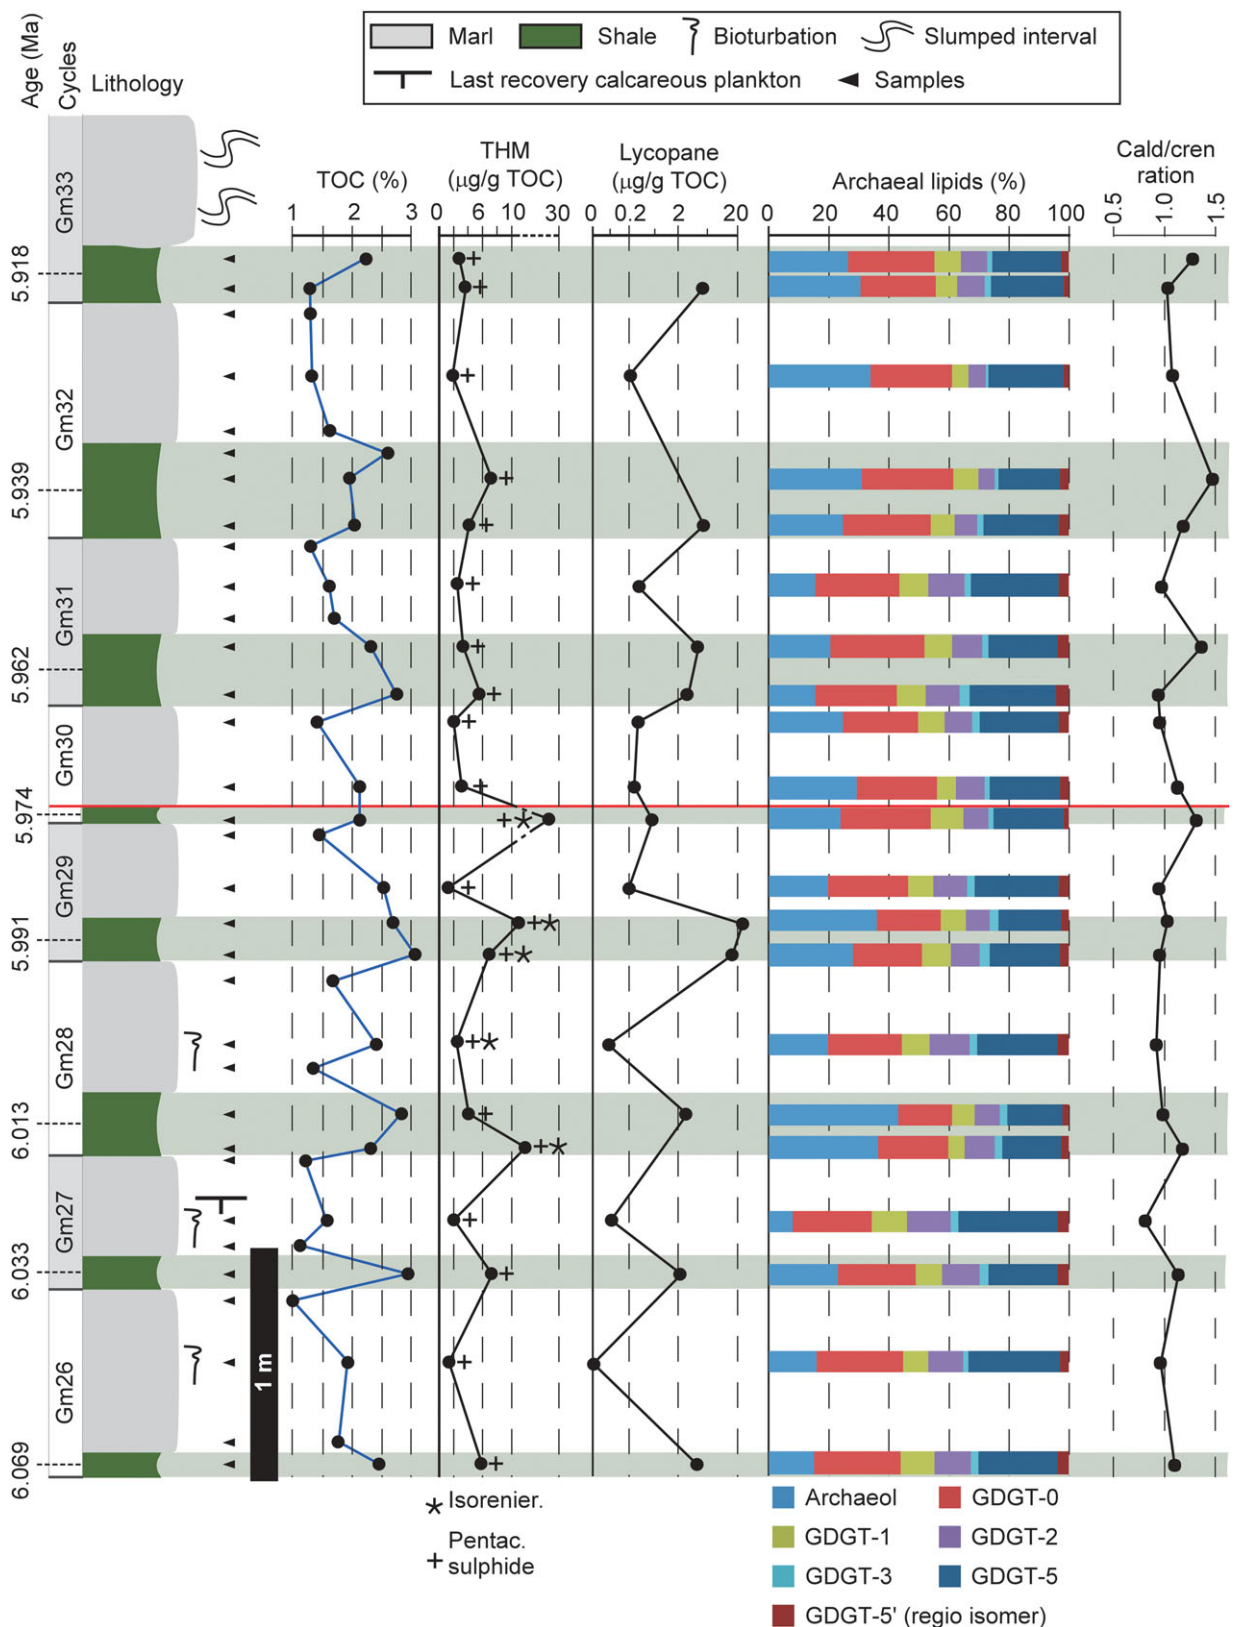 Marl Shale Bioturbation Slumped interval
Last recovery calcareous plankton Samples
Age (Ma)
Cycles
Lithology
TOC (%)
THM
(μg/g TOC)
Lycopane
(μg/g TOC)
Archaeal lipids (%)
Cald/cren
ration
1 2 3
0 6 10 30
0 0.2 2 20
0 20 40 60 80 100
0.5 1.0 1.5
Gm33
5.918
Gm32
5.939
Gm31
5.962
Gm30
5.974
Gm29
5.991
Gm28
6.013
Gm27
6.033
Gm26
6.069
1 m
Isorenier.
Pentac.
sulphide
Archaeol GDGT-0
GDGT-1 GDGT-2
GDGT-3 GDGT-5
GDGT-5' (regio isomer)